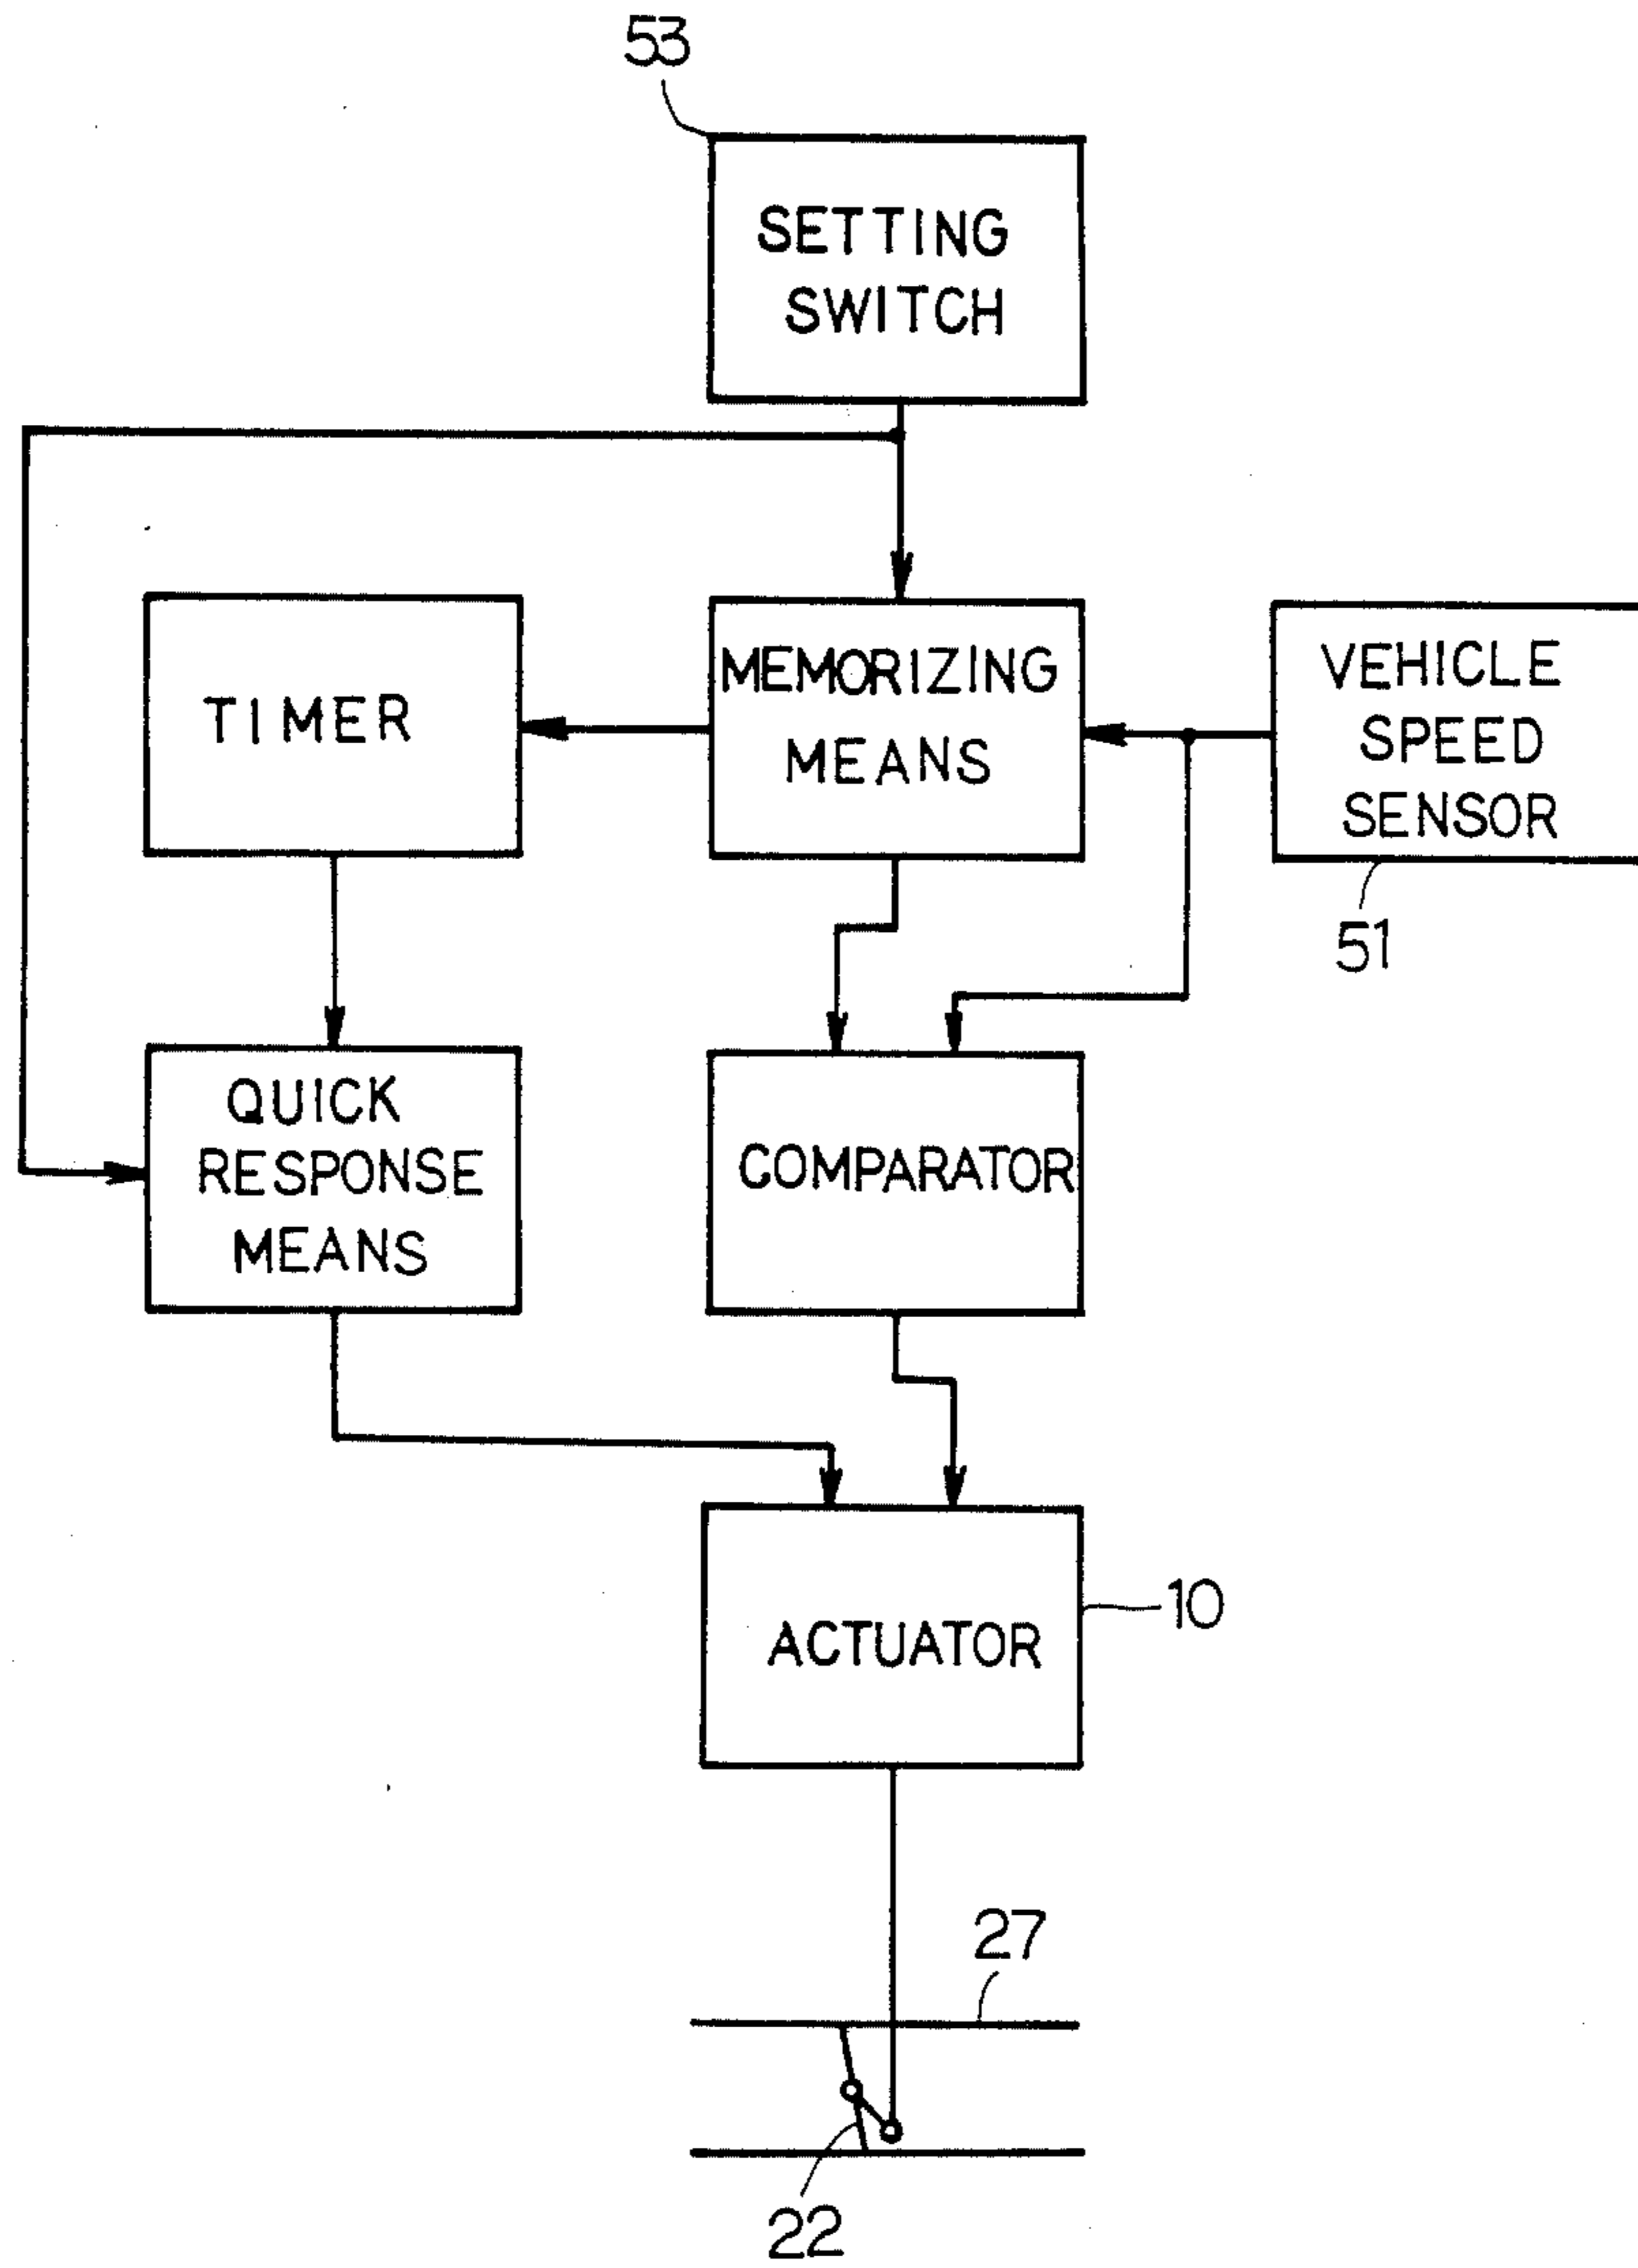 53
SETTING
SWITCH
TIMER
MEMORIZING
MEANS
VEHICLE
SPEED
SENSOR
51
QUICK
RESPONSE
MEANS
COMPARATOR
ACTUATOR
10
27
22